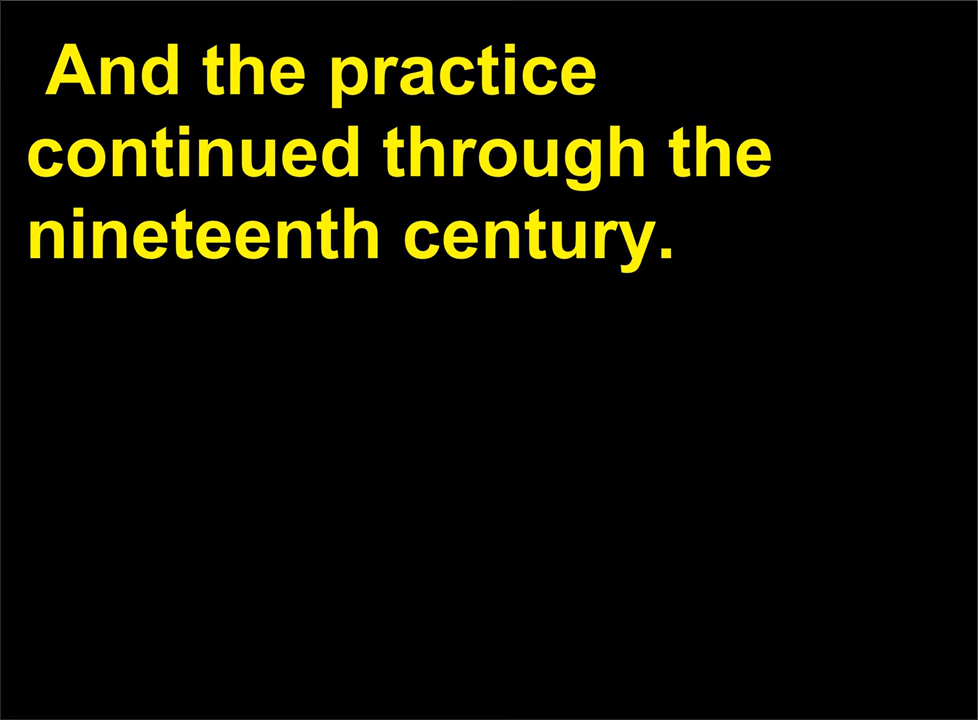 And the practice
continued through the
nineteenth century.